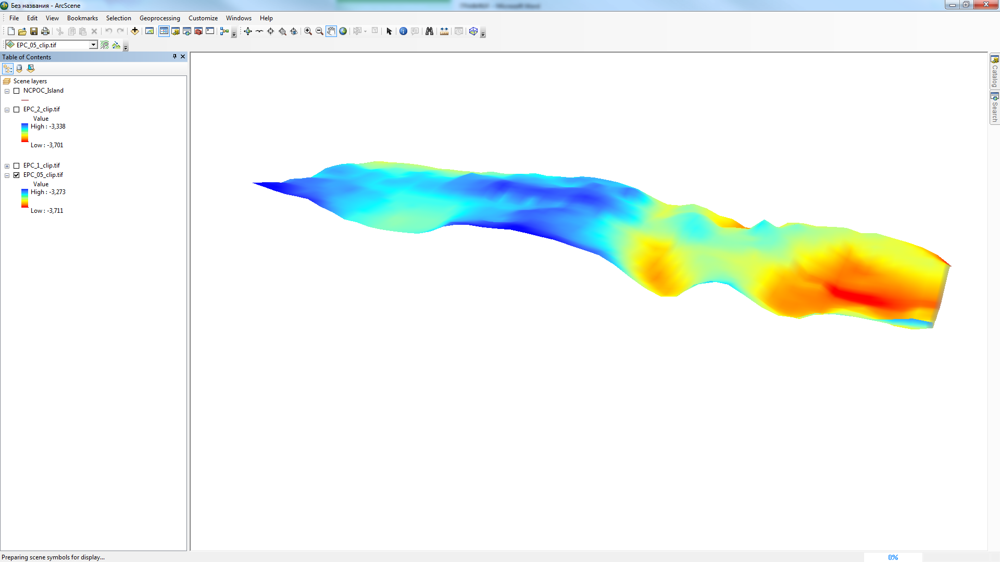 Без названия - ArcScene
File Edit View Bookmarks Selection Geoprocessing Customize Windows Help
EPC_05_clip.tif
Table of Contents
Scene layers
NCPOC_Island
EPC_2_clip.tif
Value
High : -3,338
Low : -3,701
EPC_1_clip.tif
EPC_05_clip.tif
Value
High : -3,273
Low : -3,711
Catalog
Search
Preparing scene symbols for display...
0%